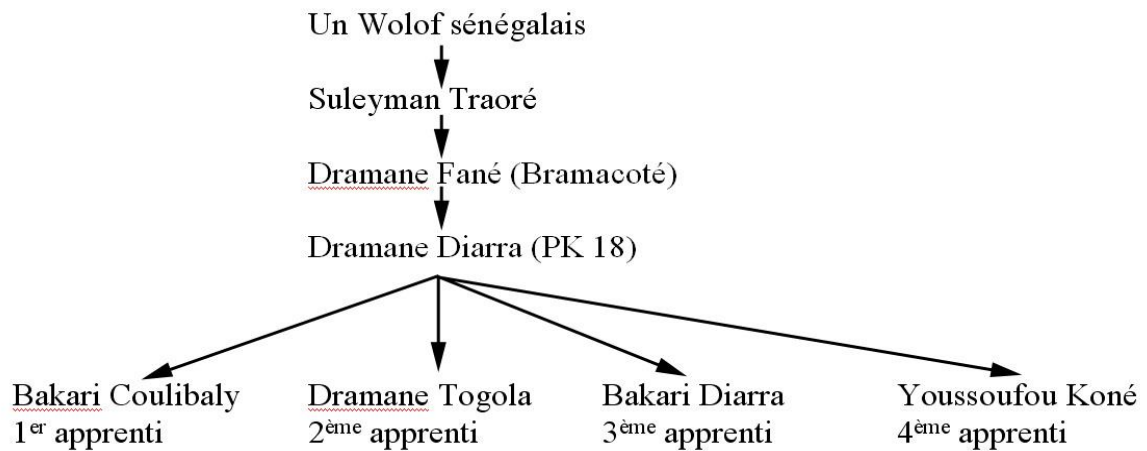 Un Wolof sénégalais
Suleyman Traoré
Dramane Fané (Bramacoté)
Dramane Diarra (PK 18)
Bakari Coulibaly
1er apprenti
Dramane Togola
2ème apprenti
Bakari Diarra
3ème apprenti
Youssoufou Koné
4ème apprenti